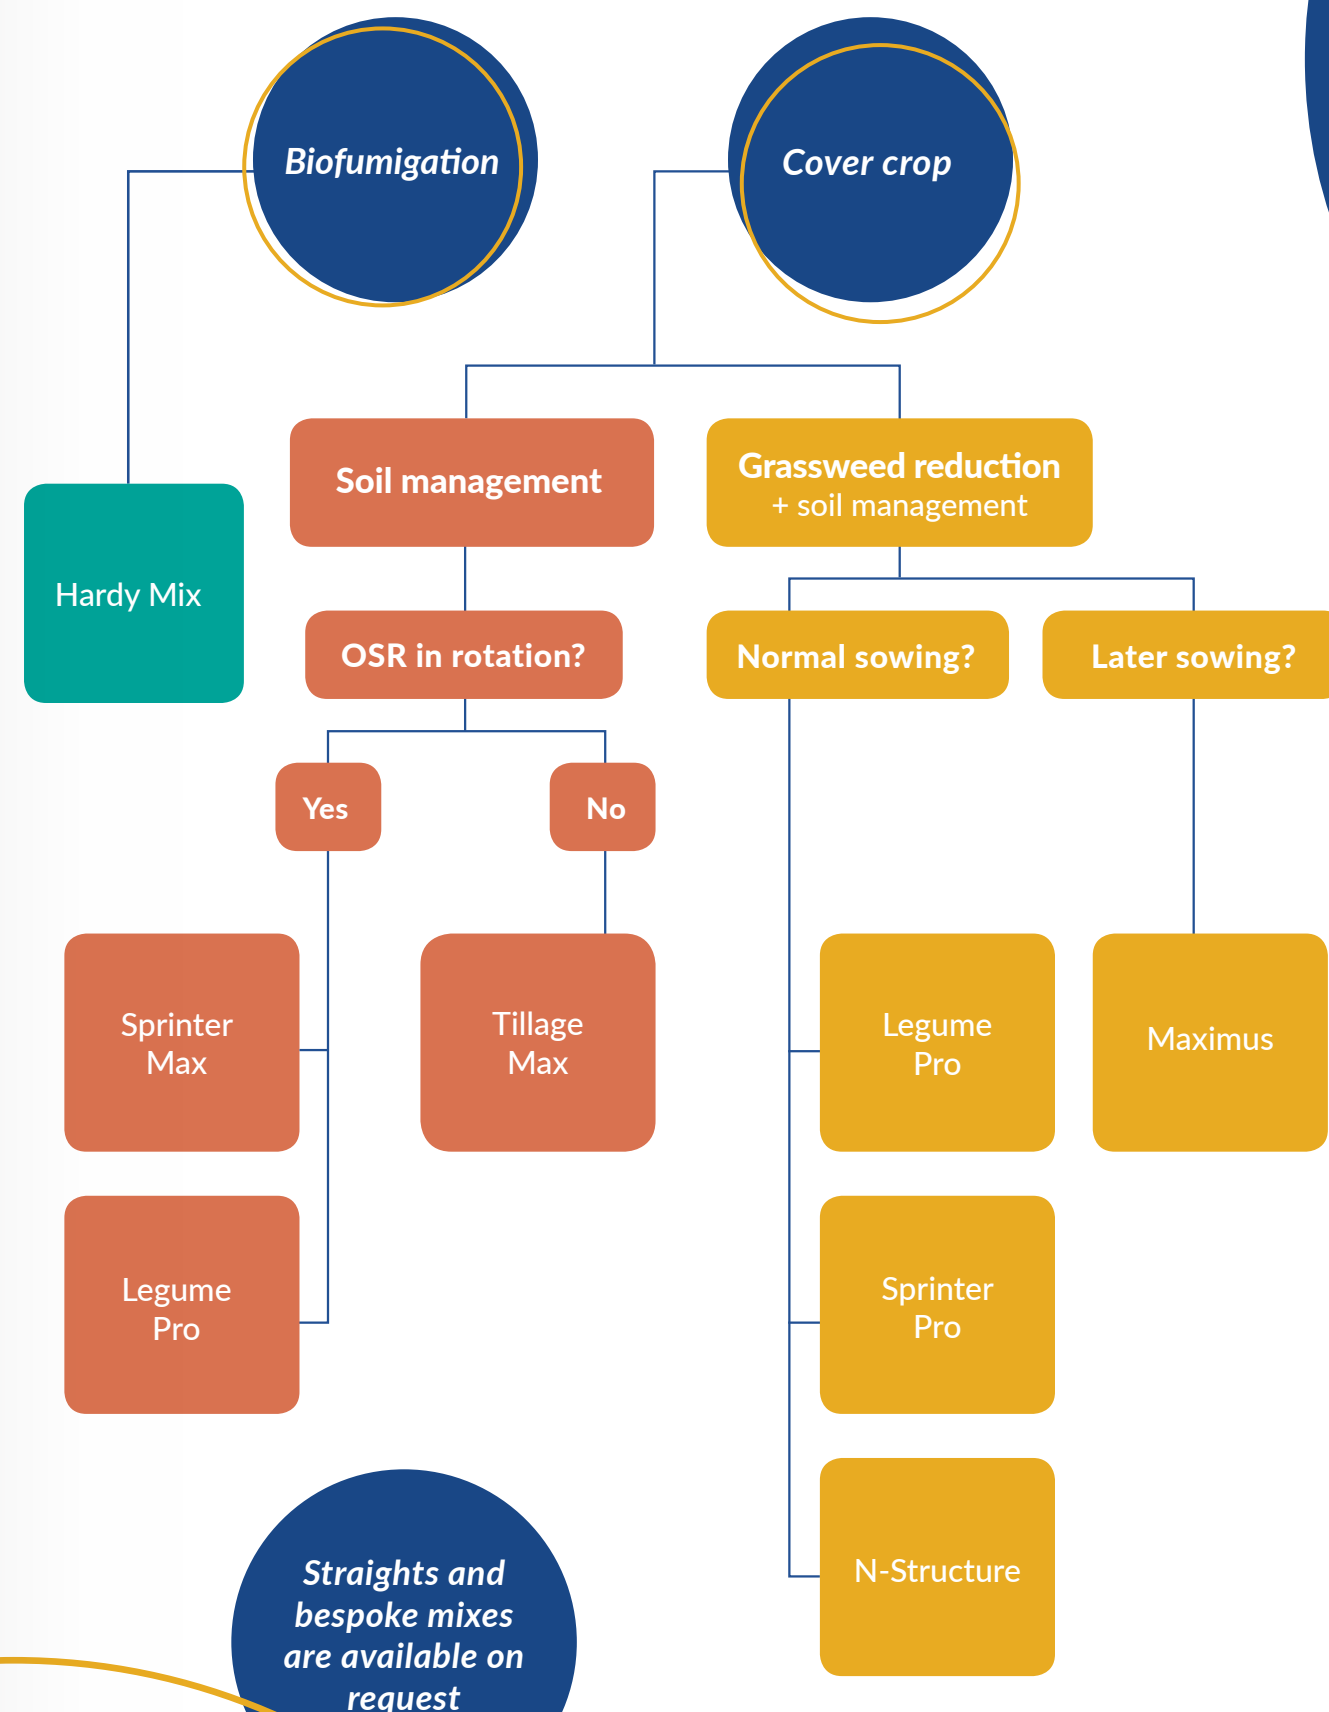 Biofumigation
Cover crop
Soil management
Grassweed reduction
+ soil management
Hardy Mix
OSR in rotation?
Normal sowing?
Later sowing?
Yes
No
Sprinter
Max
Tillage
Max
Legume
Pro
Maximus
Legume
Pro
Sprinter
Pro
N-Structure
Straights and
bespoke mixes
are available on
request